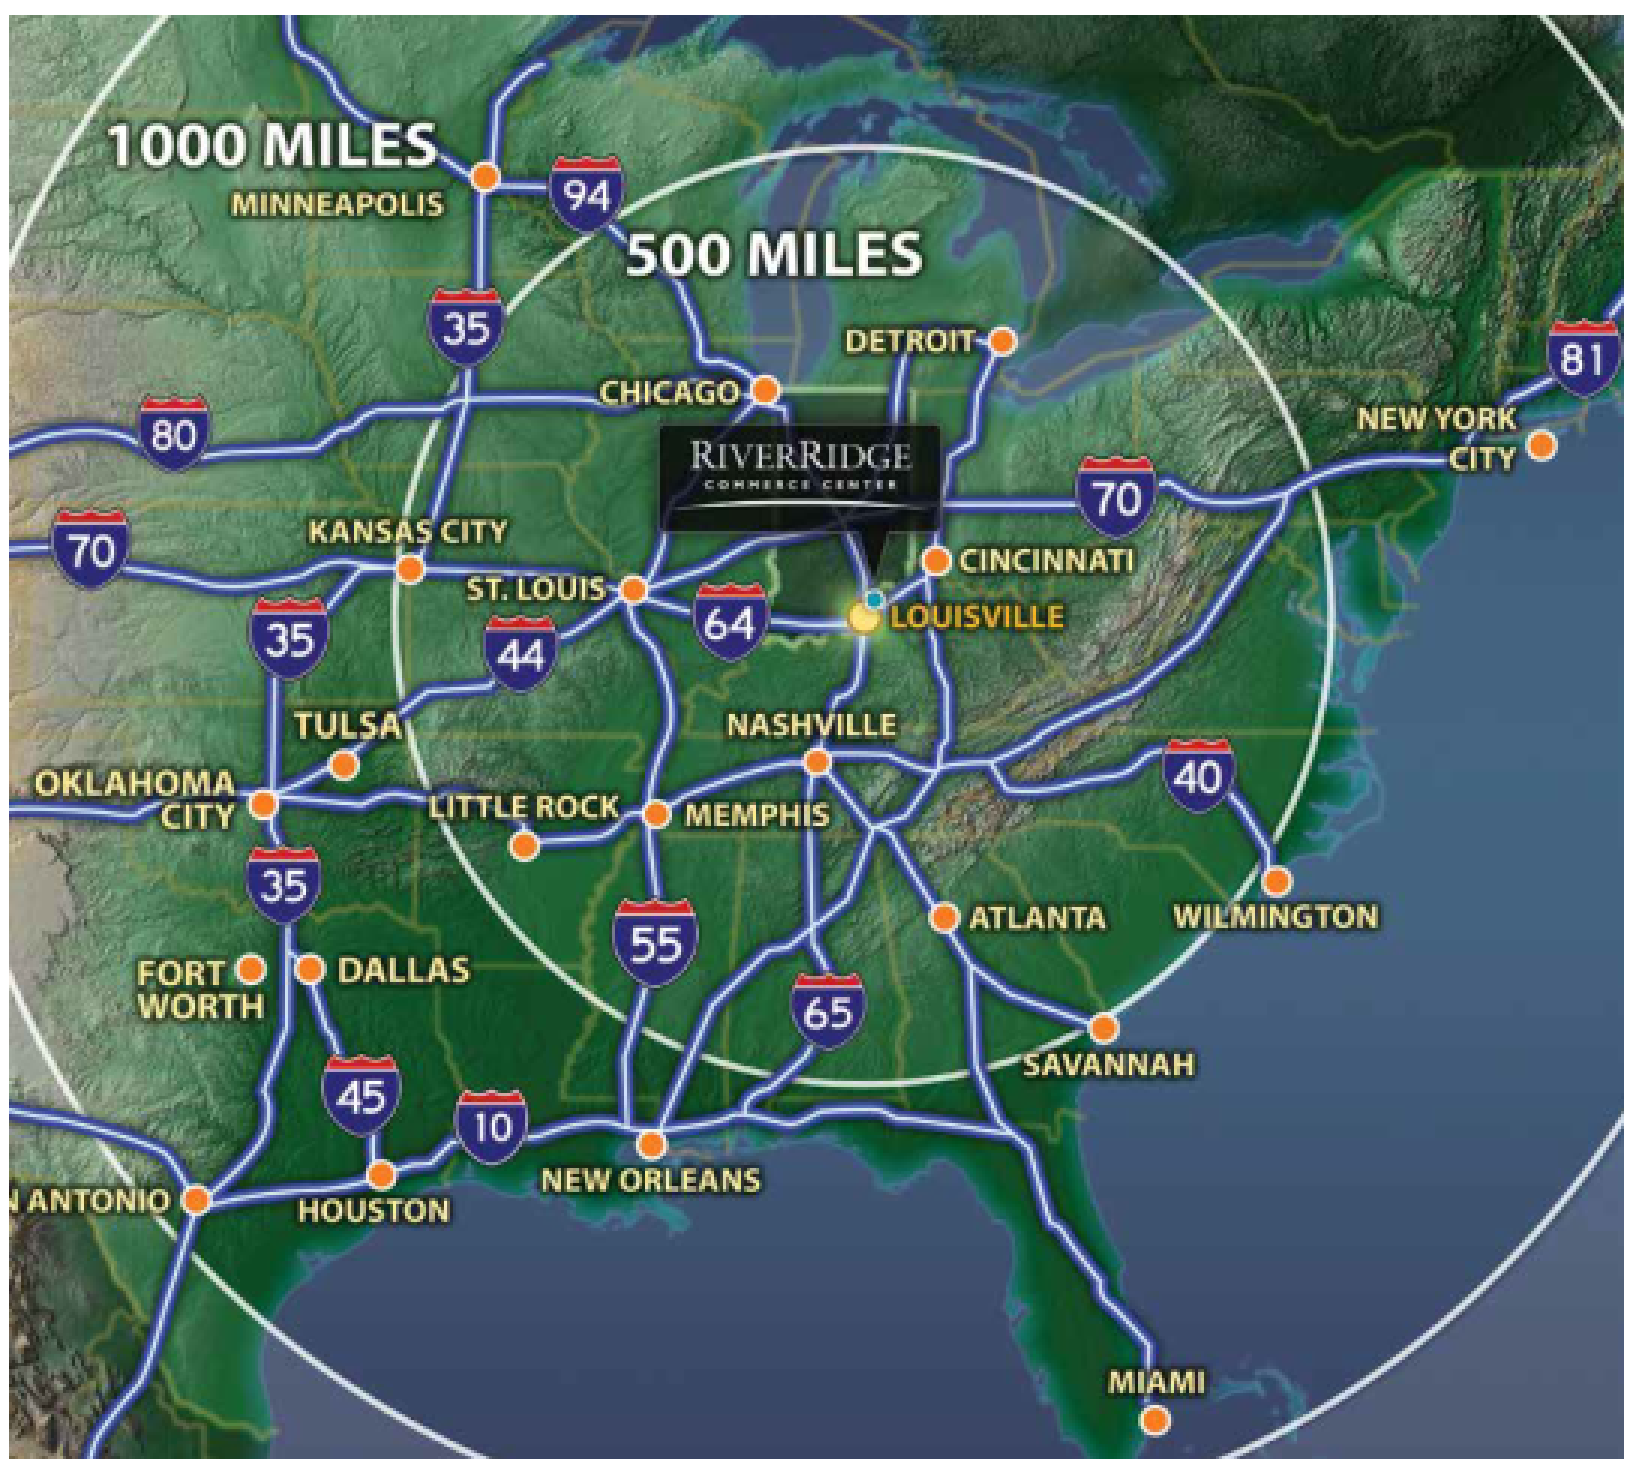 1000 MILES
MINNEAPOLIS
94
500 MILES
35
DETROIT
81
CHICAGO
80
NEW YORK
CITY
RIVERRIDGE
COMMERCE CENTER
70
70
KANSAS CITY
CINCINNATI
ST. LOUIS
64
LOUISVILLE
35
44
TULSA
NASHVILLE
40
OKLAHOMA
CITY
LITTLE ROCK
MEMPHIS
35
ATLANTA
WILMINGTON
55
FORT
WORTH
DALLAS
65
SAVANNAH
45
10
NEW ORLEANS
N ANTONIO
HOUSTON
MIAMI